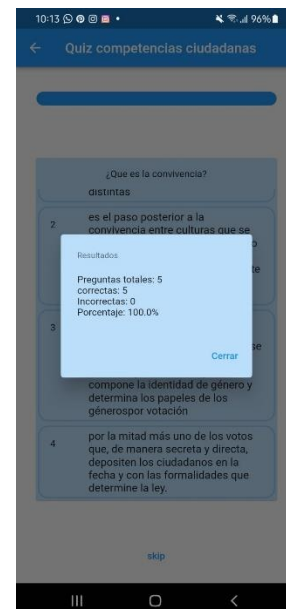 10:13 96%
Quiz competencias ciudadanas
¿Que es la convivencia?
distintas
2 es el paso posterior a la
convivencia entre culturas que se
Resultados
Preguntas totales: 5
correctas: 5
Incorrectas: 0
Porcentaje: 100.0%
3
se
Cerrar
compone la identidad de género y
determina los papeles de los
génerospor votación
4 por la mitad más uno de los votos
que, de manera secreta y directa,
depositen los ciudadanos en la
fecha y con las formalidades que
determine la ley.
skip